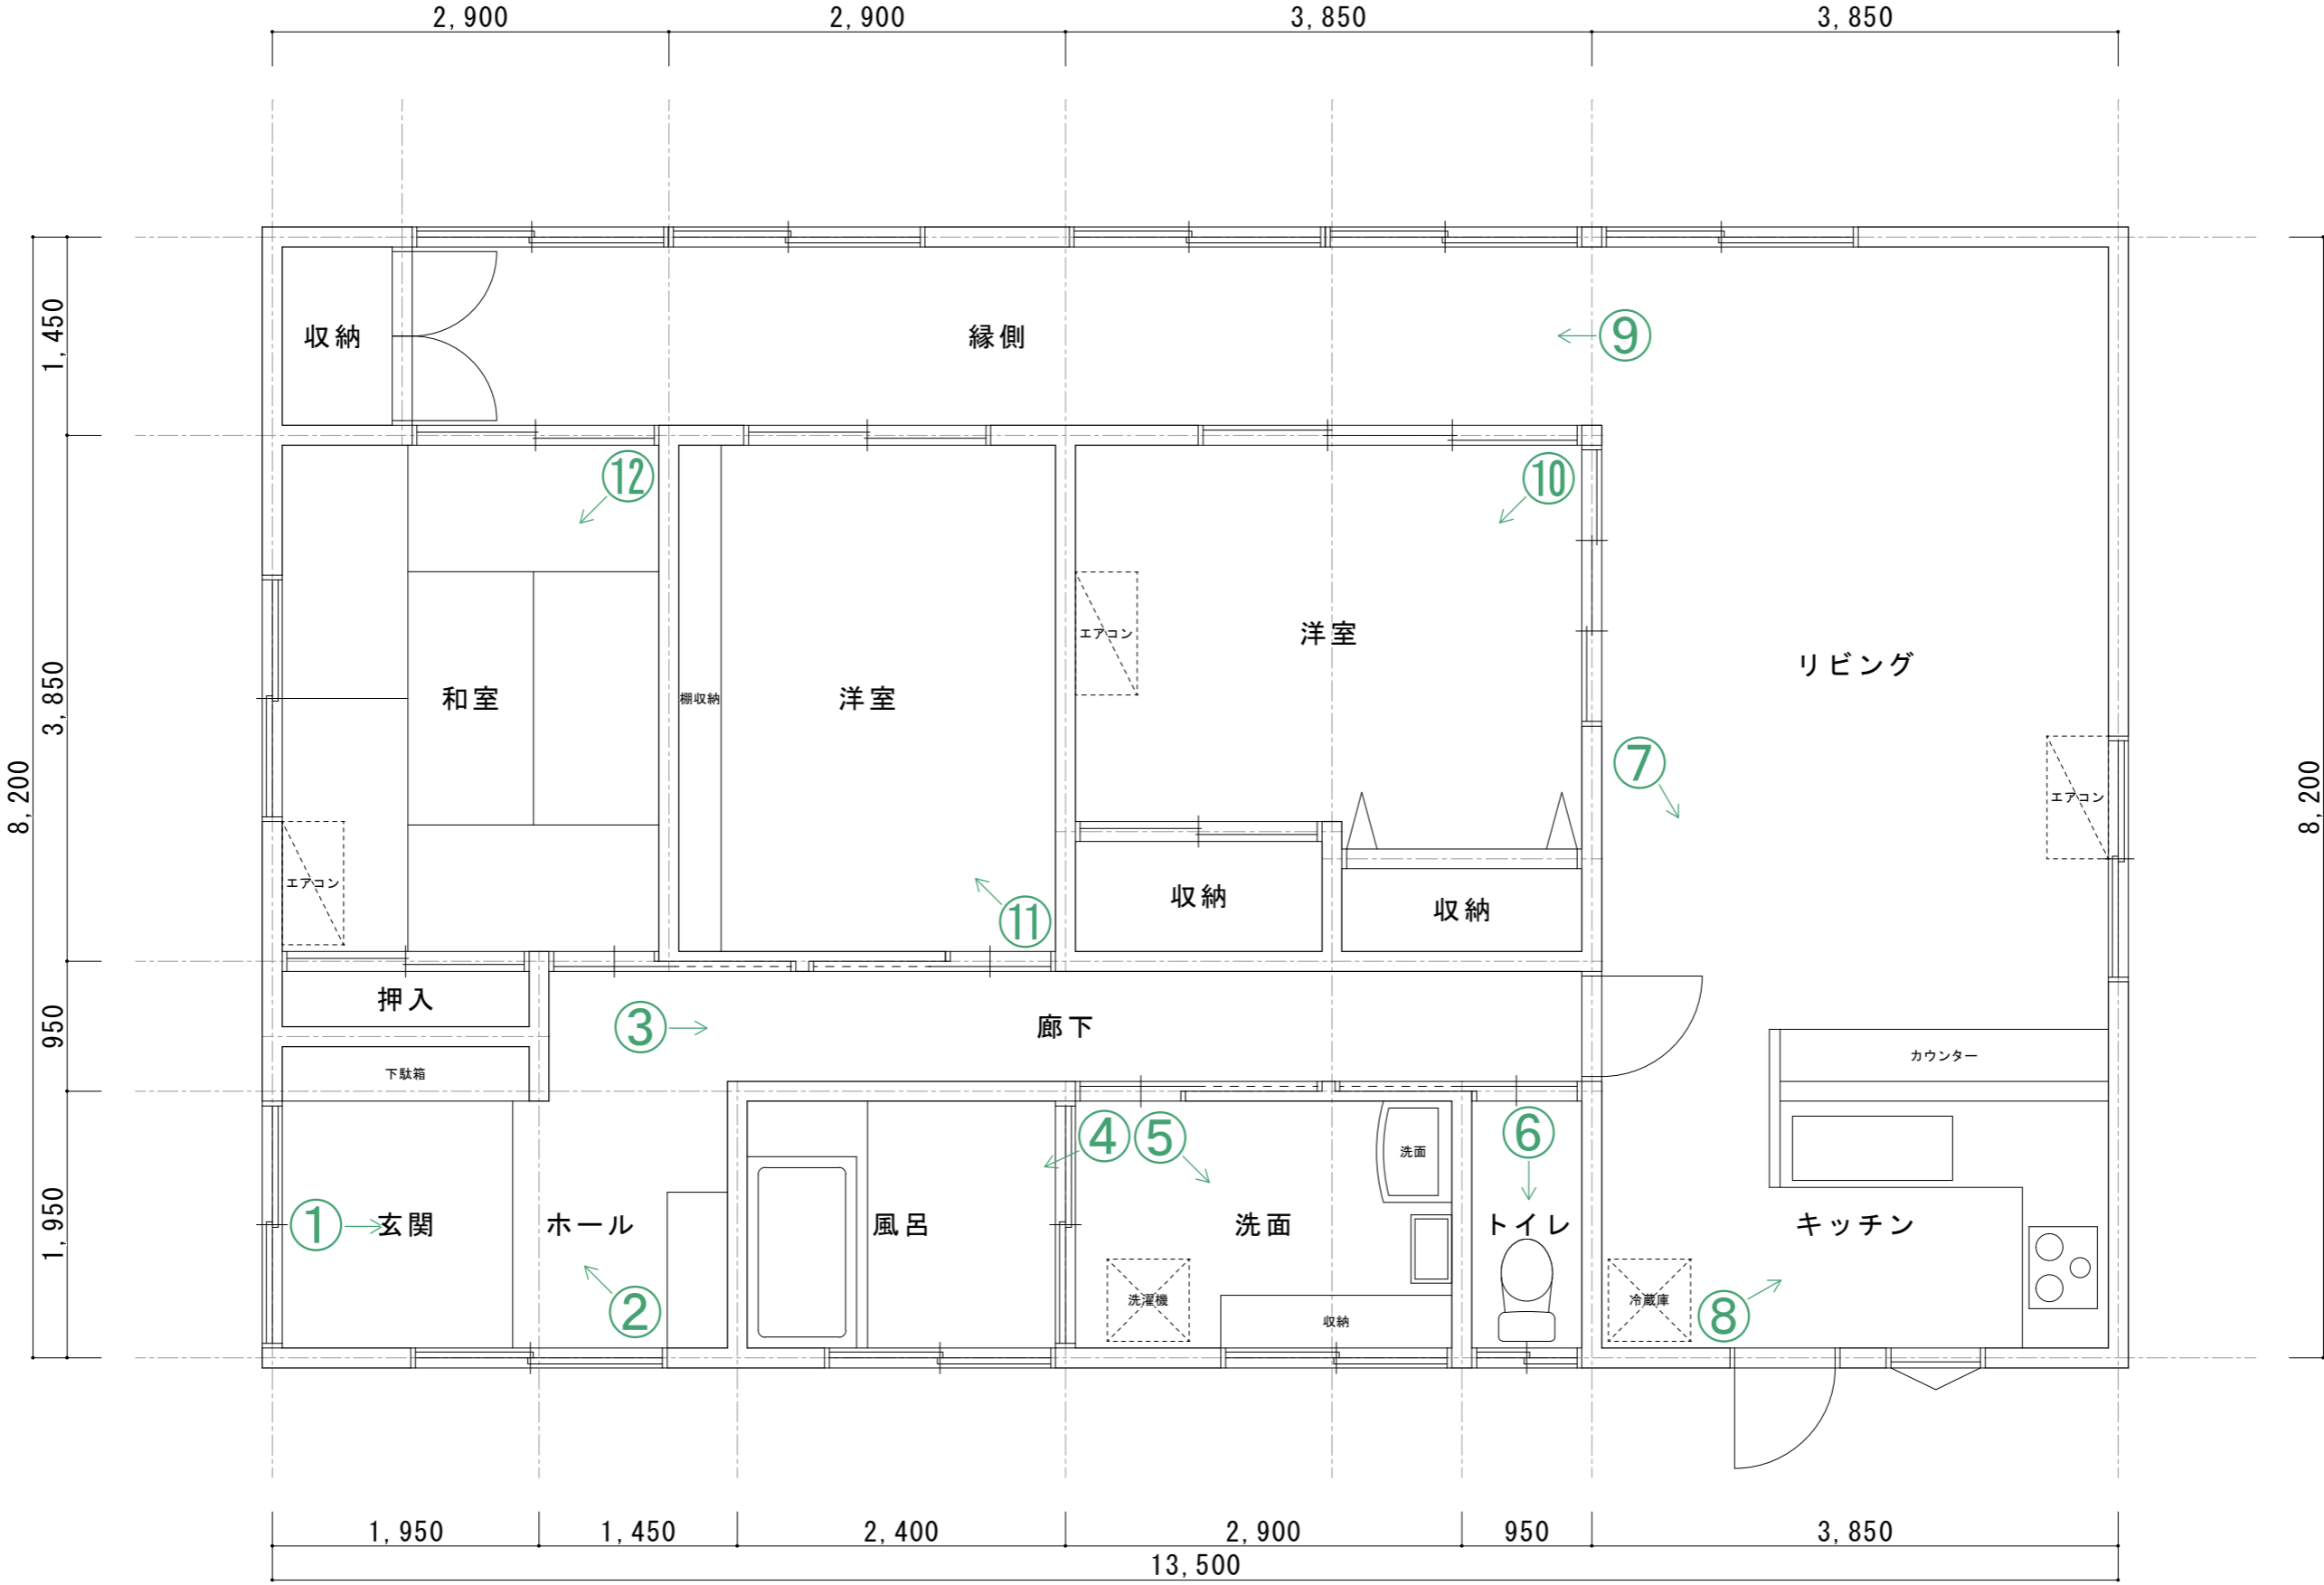 2,900 2,900 3,850 3,850
収納
縁側
⑨
1,450
⑫
⑩
エアコン
洋室
リビング
和室
棚収納
洋室
3,850
⑦
8,200
エアコン
8,200
エアコン
収納
収納
⑪
押入
③
廊下
950
カウンター
下駄箱
④ ⑤
⑥
洗面
① 玄関
ホール
風呂
洗面
トイレ
キッチン
1,950
②
洗濯機
収納
冷蔵庫
⑧
1,950 1,450 2,400 2,900 950 3,850
13,500